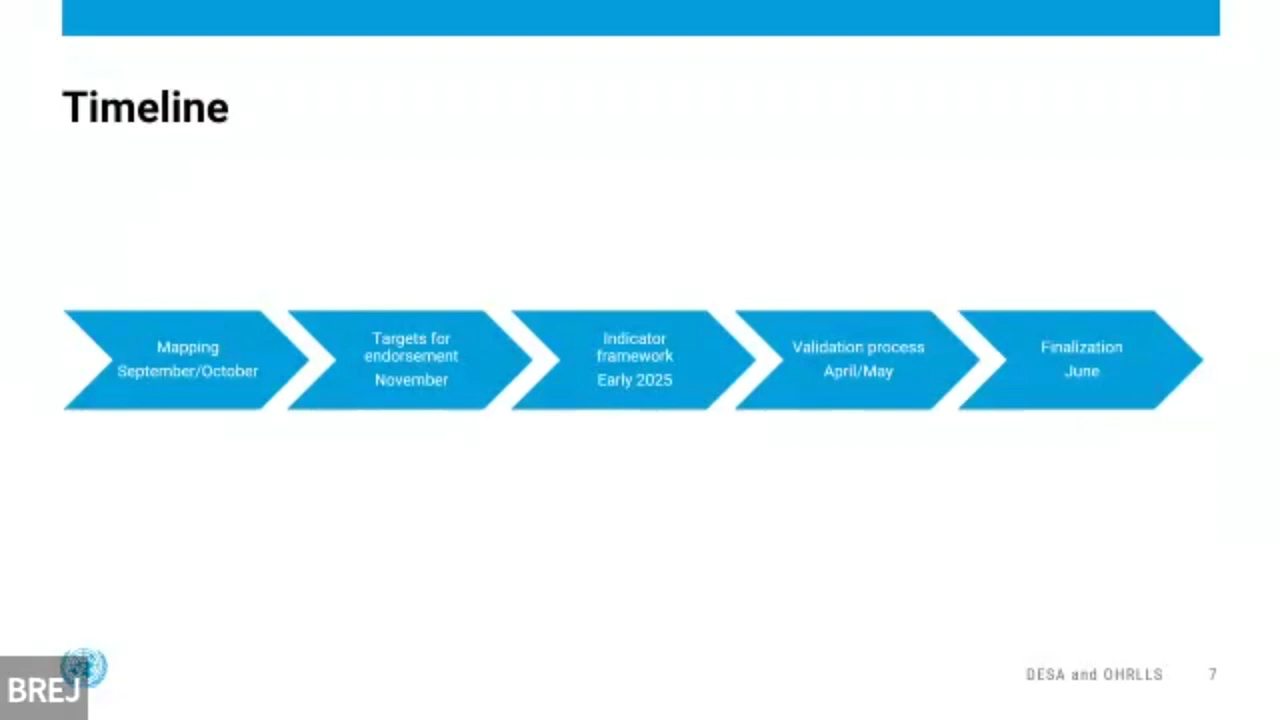 Timeline
Mapping
September/October
Targets for
endorsement
November
Indicator
framework
Early 2025
Validation process
April/May
Finalization
June
BREJ
DESA and OHRLLS
7